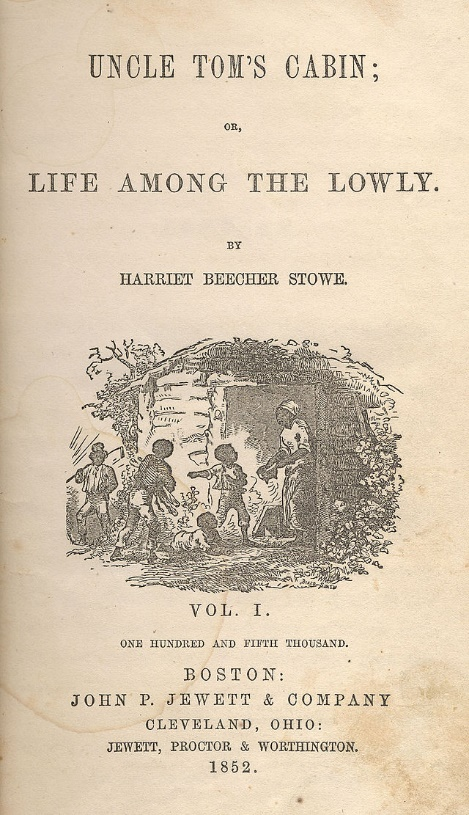 UNCLE TOM'S CABIN;
OR,
LIFE AMONG THE LOWLY.
BY
HARRIET BEECHER STOWE.
VOL. I.
ONE HUNDRED AND FIFTH THOUSAND.
BOSTON:
JOHN P. JEWETT & COMPANY
CLEVELAND, OHIO:
JEWETT, PROCTOR & WORTHINGTON.
1852.